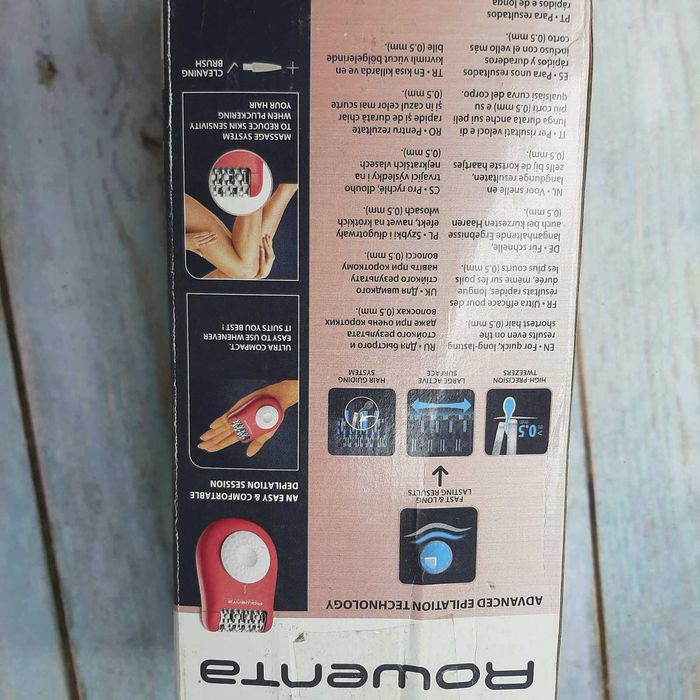 Rowenta
ADVANCED EPILATION TECHNOLOGY
FAST & LONG
LASTING RESULTS
HIGH-PRECISION
TWEEZERS
0.5
mm
LARGE ACTIVE
SURFACE
HAIR GUIDING
SYSTEM
EN • For quick, long-lasting
results even on the
shortest hair (0.5 mm).
FR • Ultra efficace pour des
résultats rapides, longue
durée, même sur les poils
les plus courts (0.5 mm).
DE • Für schnelle,
langanhaltende Ergebnisse
auch bei kürzesten Haaren
(0.5 mm).
NL • Voor snelle en
langdurige resultaten,
zelfs bij de kortste haartjes
(0.5 mm).
IT • Per risultati veloci e di
lunga durata anche sui peli
più corti (0.5 mm) e su
qualsiasi curva del corpo.
ES • Para unos resultados
rápidos y duraderos
incluso con el vello más
corto (0.5 mm).
PT • Para resultados
rápidos e de longa
RU • Для быстрого и
стойкого результата
даже при очень коротких
волосках (0.5 mm).
UK • Для швидкого
стійкого результату
навіть при короткому
волоссі (0.5 mm).
PL • Szybki i długotrwały
efekt, nawet na krótkich
włosach (0.5 mm).
CS • Pro rychlé, dlouho
trvající výsledky i na
nejkratších vlasech
(0.5 mm).
RO • Pentru rezultate
rapide şi de durată chiar
şi în cazul celor mai scurte
(0.5 mm).
TR • En kısa kıllarda ve en
kıvrımlı vücut bölgelerinde
bile (0.5 mm).
Rowenta
AN EASY & COMFORTABLE
DEPILATION SESSION
ULTRA COMPACT.
EASY TO USE WHENEVER
IT SUITS YOU BEST !
MASSAGE SYSTEM
TO REDUCE SKIN SENSITIVITY
WHEN PLUCKERING
YOUR HAIR
+
CLEANING
BRUSH